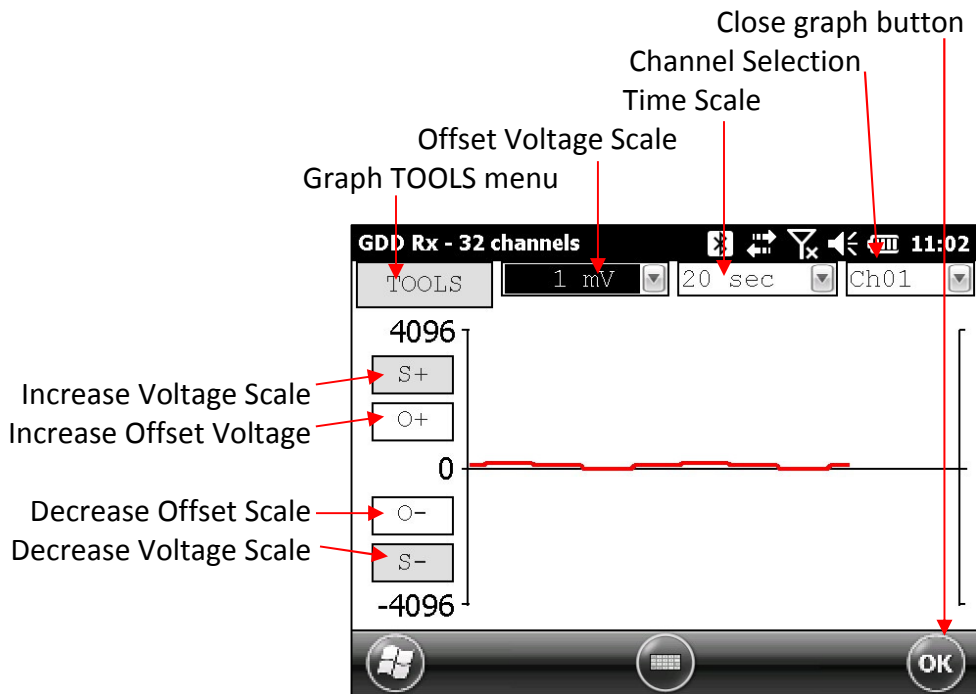 Close graph button
Channel Selection
Time Scale
Offset Voltage Scale
Graph TOOLS menu
GDD Rx - 32 channels 11:02
TOOLS 1 mV 20 sec Ch01
4096
Increase Voltage Scale S+
Increase Offset Voltage O+
0
Decrease Offset Scale O-
Decrease Voltage Scale S-
-4096
OK